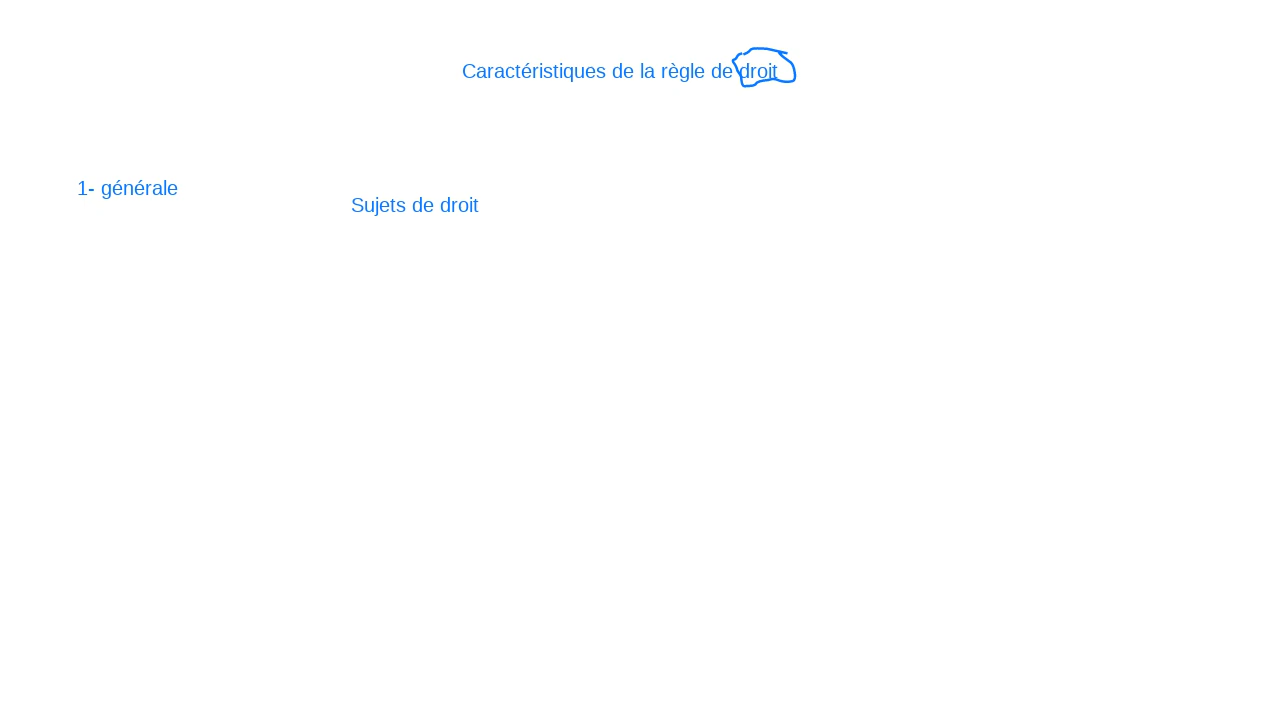 Caractéristiques de la règle de droit
1- générale
Sujets de droit